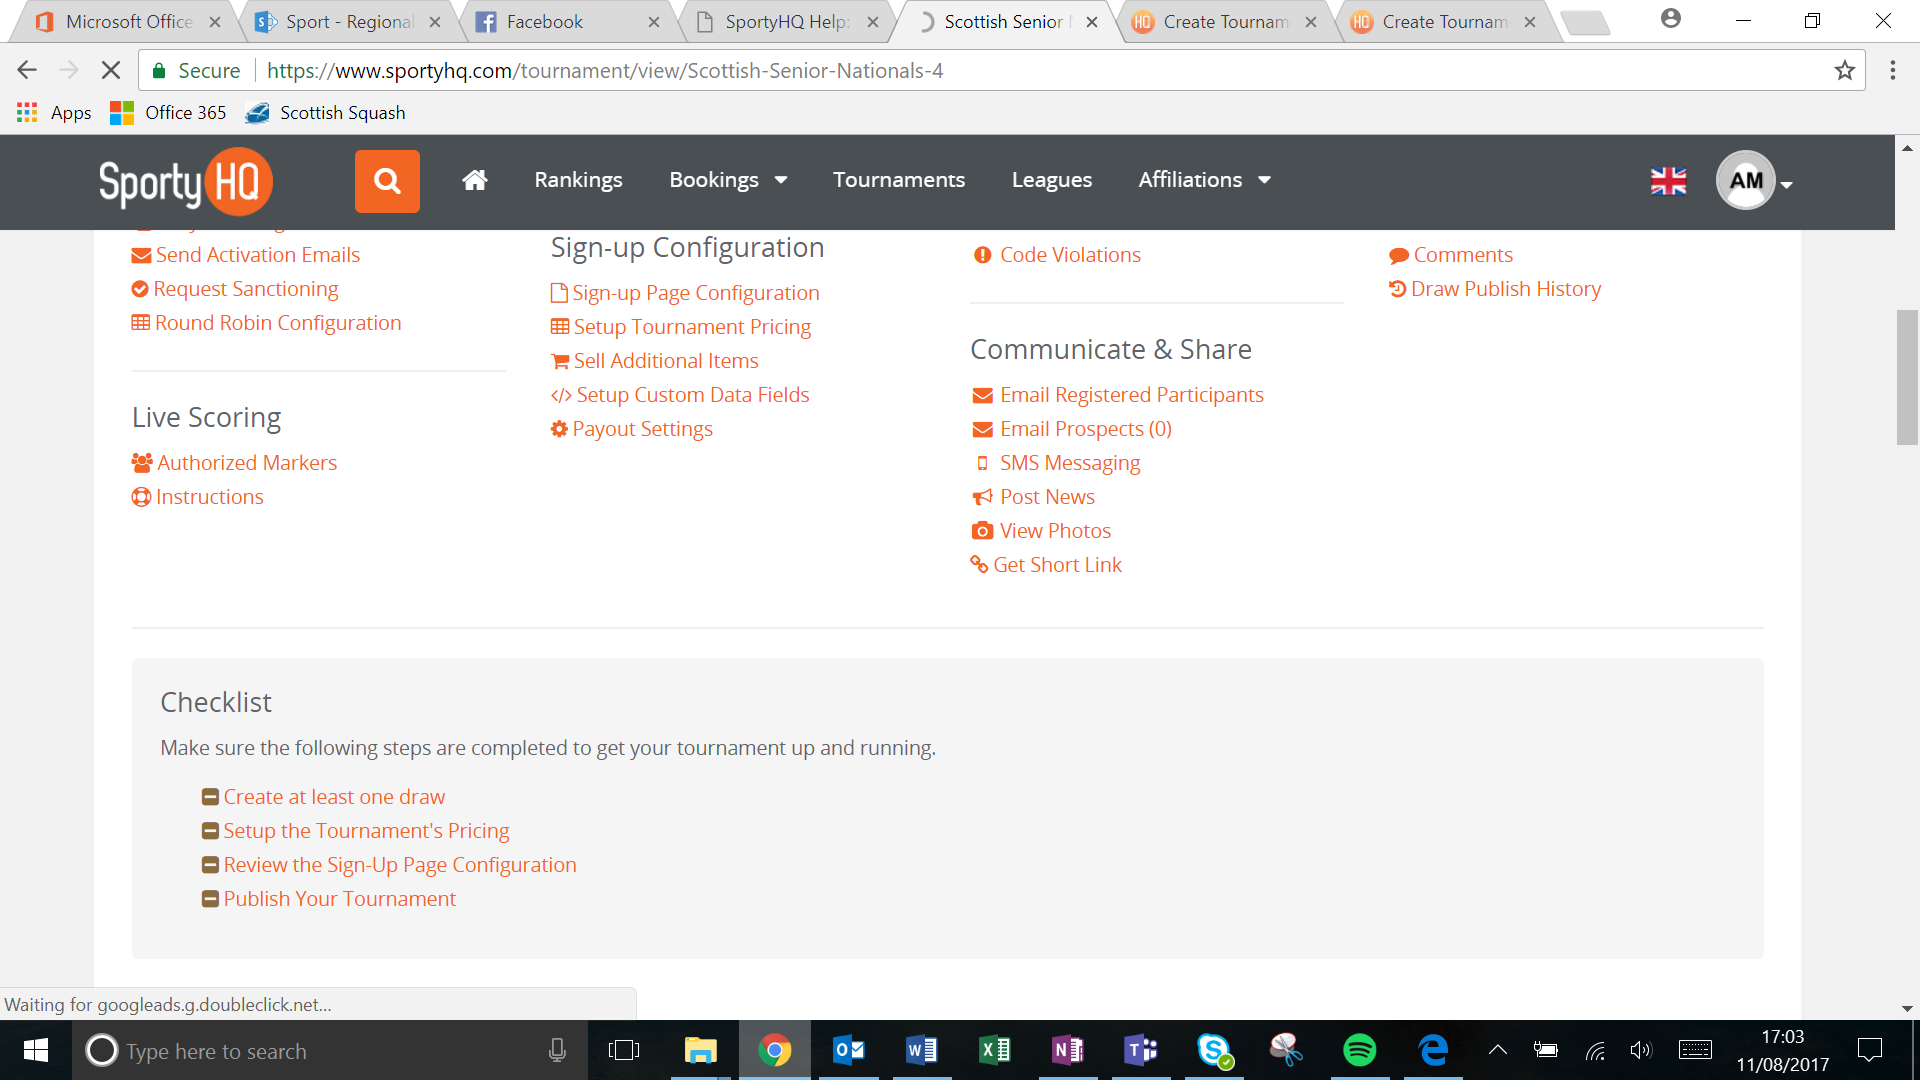 Microsoft Office
Sport - Regional
Facebook
SportyHQ Help:
Scottish Senior
Create Tournam
Create Tournam
Secure
https://www.sportyhq.com/tournament/view/Scottish-Senior-Nationals-4
Apps
Office 365
Scottish Squash
SportyHQ
Rankings
Bookings
Tournaments
Leagues
Affiliations
AM
Send Activation Emails
Request Sanctioning
Round Robin Configuration
Live Scoring
Authorized Markers
Instructions
Sign-up Configuration
Sign-up Page Configuration
Setup Tournament Pricing
Sell Additional Items
Setup Custom Data Fields
Payout Settings
Code Violations
Communicate & Share
Email Registered Participants
Email Prospects (0)
SMS Messaging
Post News
View Photos
Get Short Link
Comments
Draw Publish History
Checklist
Make sure the following steps are completed to get your tournament up and running.
Create at least one draw
Setup the Tournament's Pricing
Review the Sign-Up Page Configuration
Publish Your Tournament
Waiting for googleads.g.doubleclick.net...
Type here to search
17:03
11/08/2017